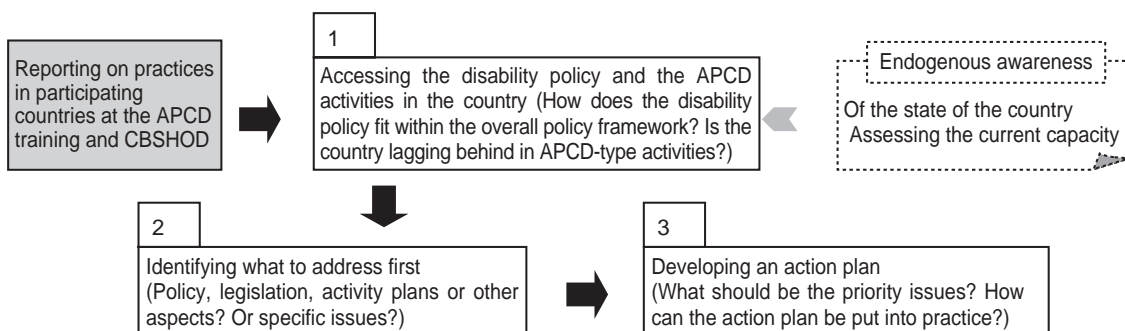 Reporting on practices
in participating
countries at the APCD
training and CBSHOD
1
Accessing the disability policy and the APCD
activities in the country (How does the disability
policy fit within the overall policy framework? Is the
country lagging behind in APCD-type activities?)
Endogenous awareness
Of the state of the country
Assessing the current capacity
2
Identifying what to address first
(Policy, legislation, activity plans or other
aspects? Or specific issues?)
3
Developing an action plan
(What should be the priority issues? How
can the action plan be put into practice?)